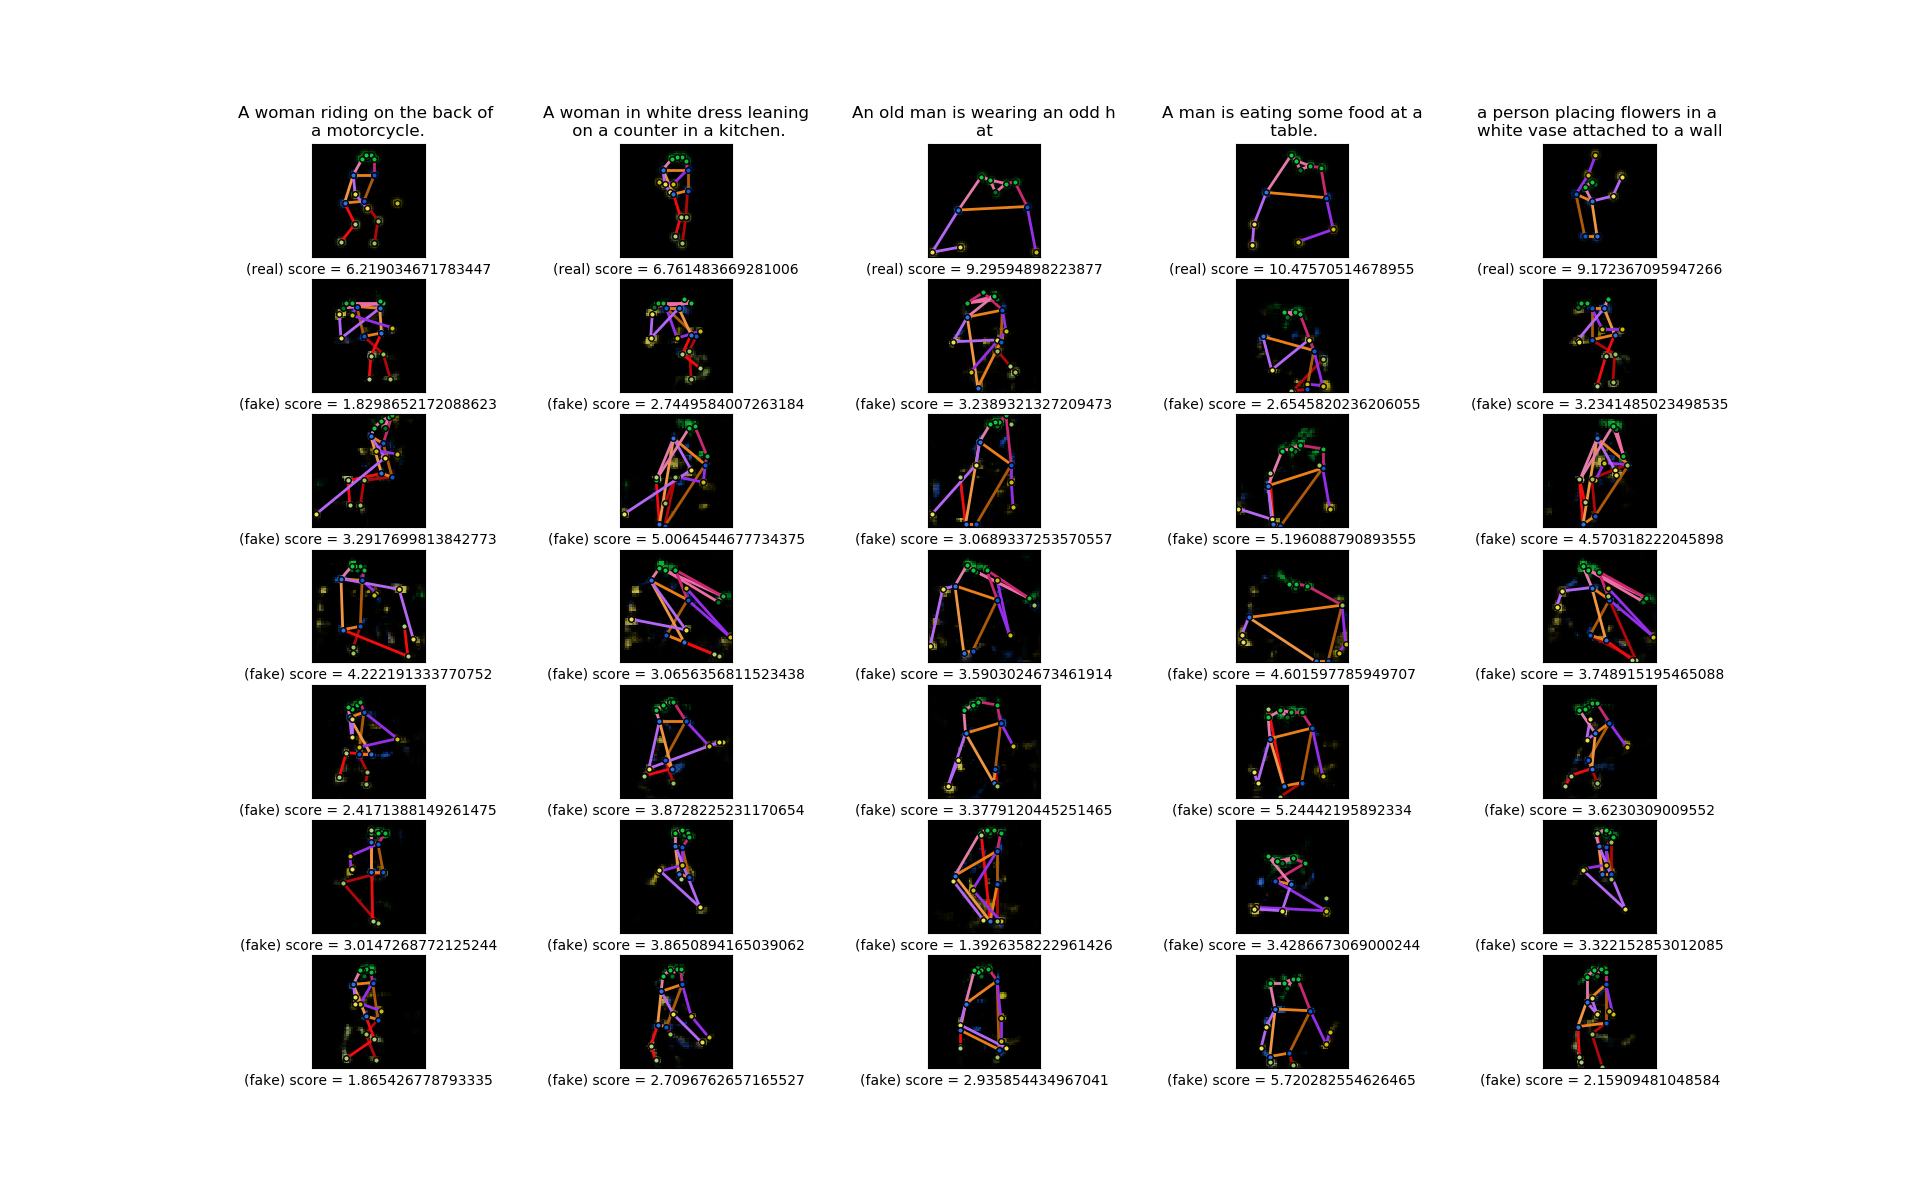 A woman riding on the back of
a motorcycle.
A woman in white dress leaning
on a counter in a kitchen.
An old man is wearing an odd h
at
A man is eating some food at a
table.
a person placing flowers in a
white vase attached to a wall
(real) score = 6.219034671783447
(real) score = 6.761483669281006
(real) score = 9.29594898223877
(real) score = 10.47570514678955
(real) score = 9.172367095947266
(fake) score = 1.8298652172088623
(fake) score = 2.7449584007263184
(fake) score = 3.2389321327209473
(fake) score = 2.6545820236206055
(fake) score = 3.2341485023498535
(fake) score = 3.2917699813842773
(fake) score = 5.0064544677734375
(fake) score = 3.0689337253570557
(fake) score = 5.196088790893555
(fake) score = 4.570318222045898
(fake) score = 4.222191333770752
(fake) score = 3.0656356811523438
(fake) score = 3.5903024673461914
(fake) score = 4.601597785949707
(fake) score = 3.748915195465088
(fake) score = 2.4171388149261475
(fake) score = 3.8728225231170654
(fake) score = 3.3779120445251465
(fake) score = 5.24442195892334
(fake) score = 3.6230309009552
(fake) score = 3.0147268772125244
(fake) score = 3.8650894165039062
(fake) score = 1.3926358222961426
(fake) score = 3.4286673069000244
(fake) score = 3.322152853012085
(fake) score = 1.865426778793335
(fake) score = 2.7096762657165527
(fake) score = 2.935854434967041
(fake) score = 5.720282554626465
(fake) score = 2.15909481048584